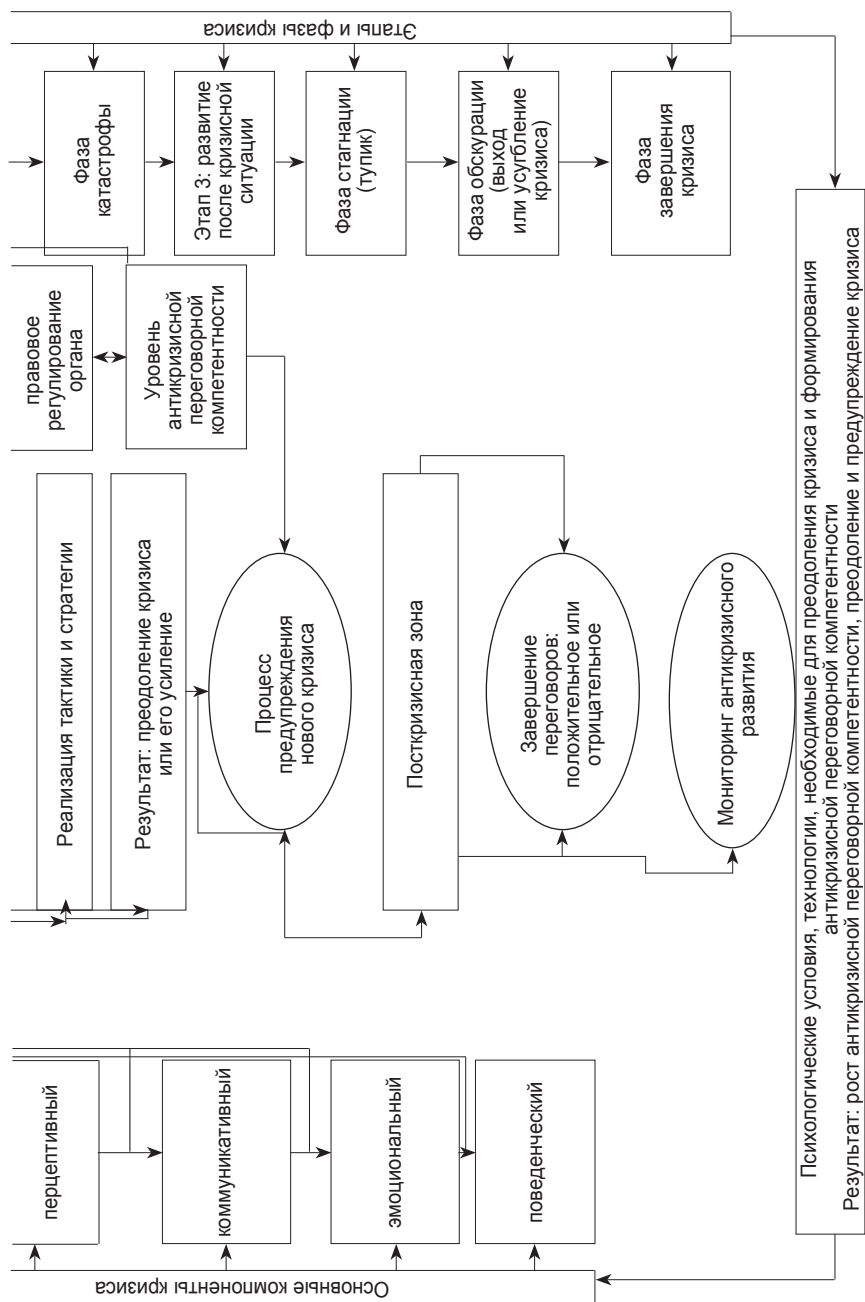 Основные компоненты кризиса
перцептивный
коммуникативный
эмоциональный
поведенческий
Реализация тактики и стратегии
Результат: преодоление кризиса
или его усиление
Процесс
предупреждения
нового кризиса
Посткризисная зона
Завершение
переговоров:
положительное или
отрицательное
Мониторинг антикризисного
развития
правовое
регулирование
органа
Уровень
антикризисной
переговорной
компетентности
Фаза
катастрофы
Этап 3: развитие
после кризисной
ситуации
Фаза стагнации
(тупик)
Фаза обскурации
(выход
или усугбление
кризиса)
Фаза
завершения
кризиса
Этапы и фазы кризиса
Психологические условия, технологии, необходимые для преодоления кризиса и формирования
антикризисной переговорной компетентности
Результат: рост антикризисной переговорной компетентности, преодоление и предупреждение кризиса